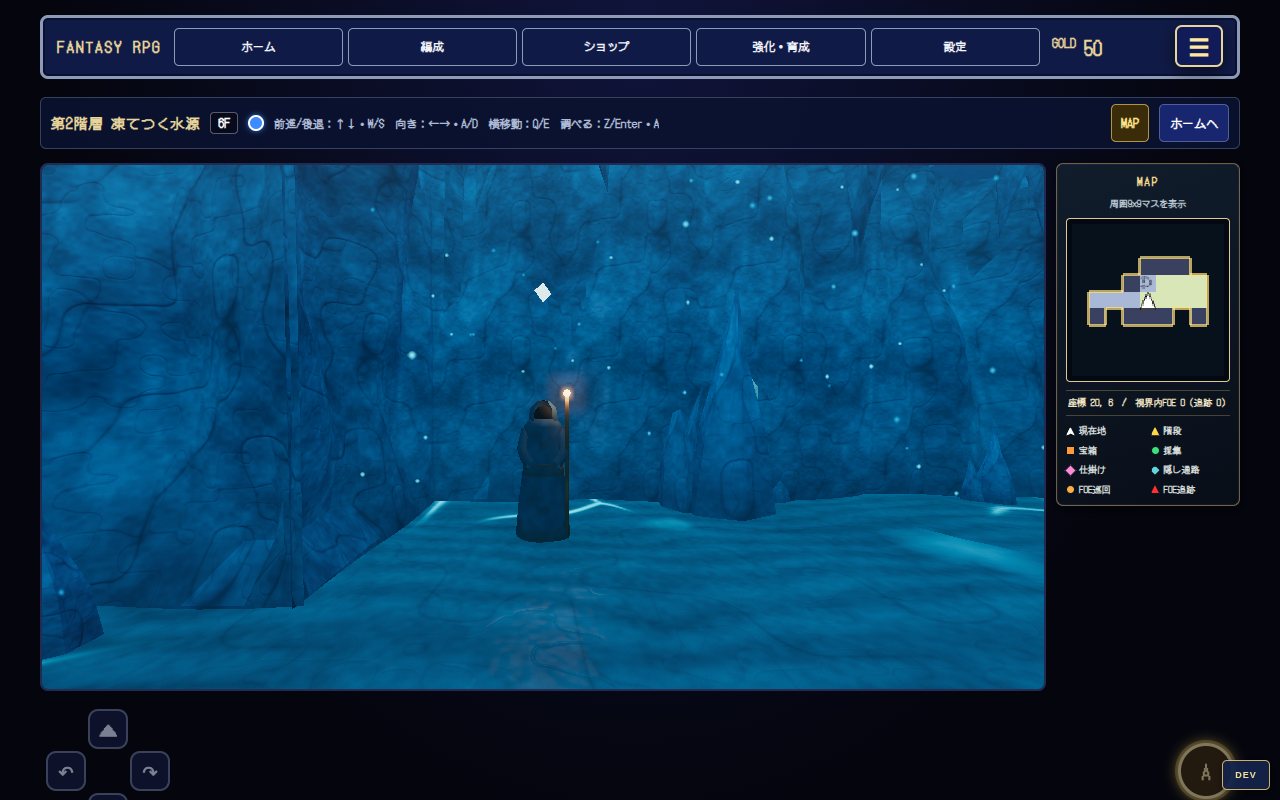 FANTASY RPG ホーム 編成 ショップ 強化・育成 設定 GOLD 50
第2階層 凍てつく水源 6F 前進/後退：↑↓・W/S 向き：←→・A/D 横移動：Q/E 調べる：Z/Enter・A MAP ホームへ
MAP
周囲9x9マスを表示
座標 20, 6 / 視界内FOE 0 (追跡 0)
現在地 階段
宝箱 採集
仕掛け 隠し通路
FOE巡回 FOE追跡
A
DEV